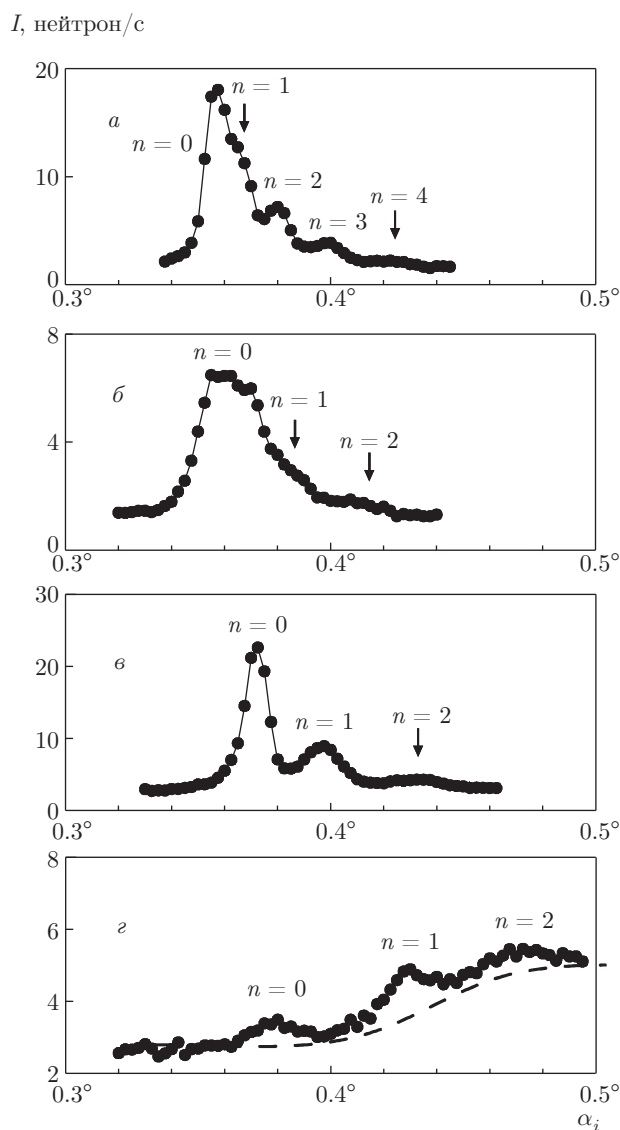 I, нейтрон/с
20
10
0
а
n = 0
n = 1
n = 2
n = 3
n = 4
0.3° 0.4° 0.5°
8
4
0
б
n = 0
n = 1
n = 2
0.3° 0.4° 0.5°
30
20
10
0
в
n = 0
n = 1
n = 2
0.3° 0.4° 0.5°
8
6
4
2
г
n = 0
n = 1
n = 2
0.3° 0.4° 0.5°
αi